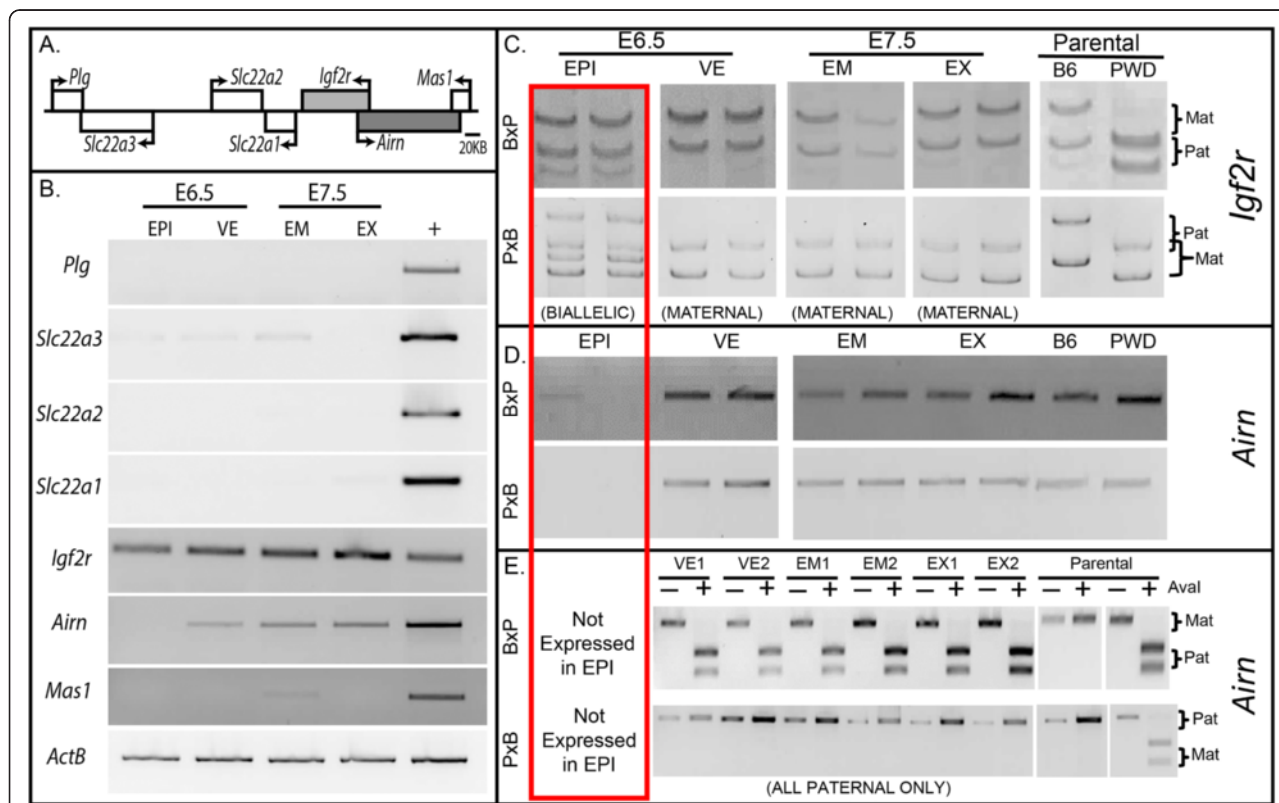 A.
Plg
Slc22a2
Igf2r
Mas1
Slc22a3
Slc22a1
Airn
20KB
B.
E6.5
E7.5
EPI VE EM EX +
Plg
Slc22a3
Slc22a2
Slc22a1
Igf2r
Airn
Mas1
ActB
C.
E6.5
E7.5
Parental
EPI VE EM EX B6 PWD
BxP
Mat
Pat
PxB
Pat
Mat
Igf2r
(BIALLELIC) (MATERNAL) (MATERNAL) (MATERNAL)
D.
EPI VE EM EX B6 PWD
BxP
PxB
Airn
E.
VE1 VE2 EM1 EM2 EX1 EX2 Parental
− + − + − + − + − + − + − + − + AvaI
BxP
Not
Expressed
in EPI
Mat
Pat
PxB
Not
Expressed
in EPI
Pat
Mat
Airn
(ALL PATERNAL ONLY)